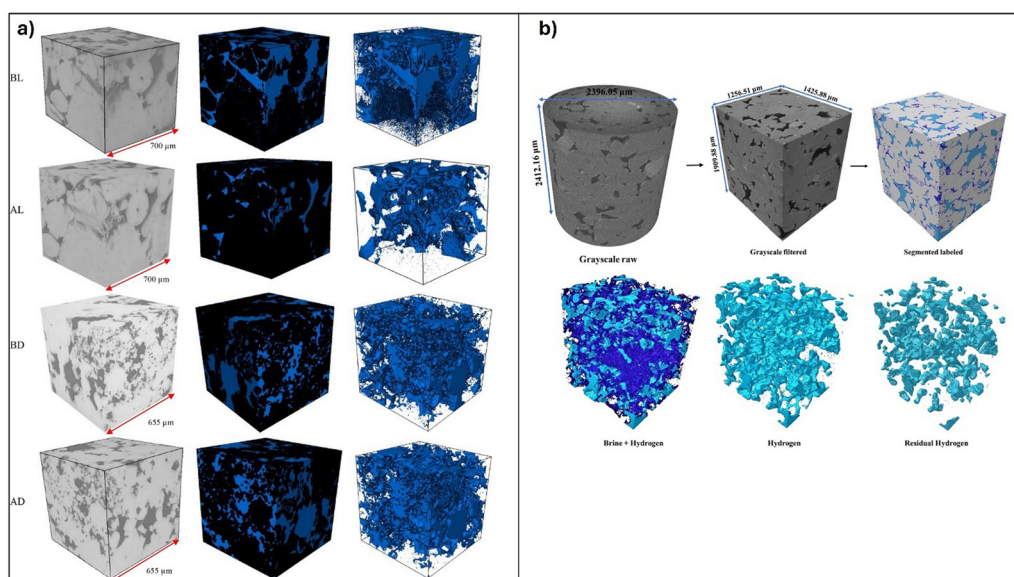 a)
BL
700 µm
AL
700 µm
BD
655 µm
AD
655 µm
b)
2396.05 µm
2412.16 µm
Grayscale raw
1256.51 µm
1425.88 µm
1909.88 µm
Grayscale filtered
Segmented labeled
Brine + Hydrogen
Hydrogen
Residual Hydrogen